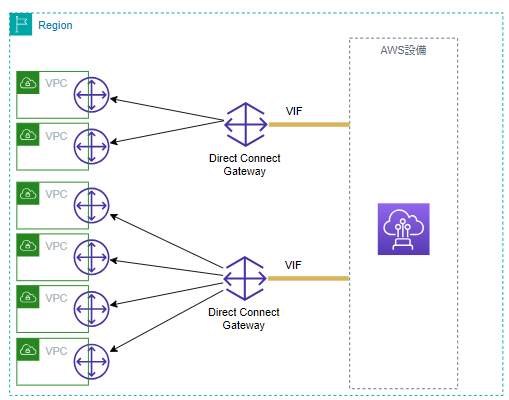 Region
AWS設備
VPC
VIF
VPC
Direct Connect
Gateway
VPC
VPC
VIF
VPC
Direct Connect
Gateway
VPC